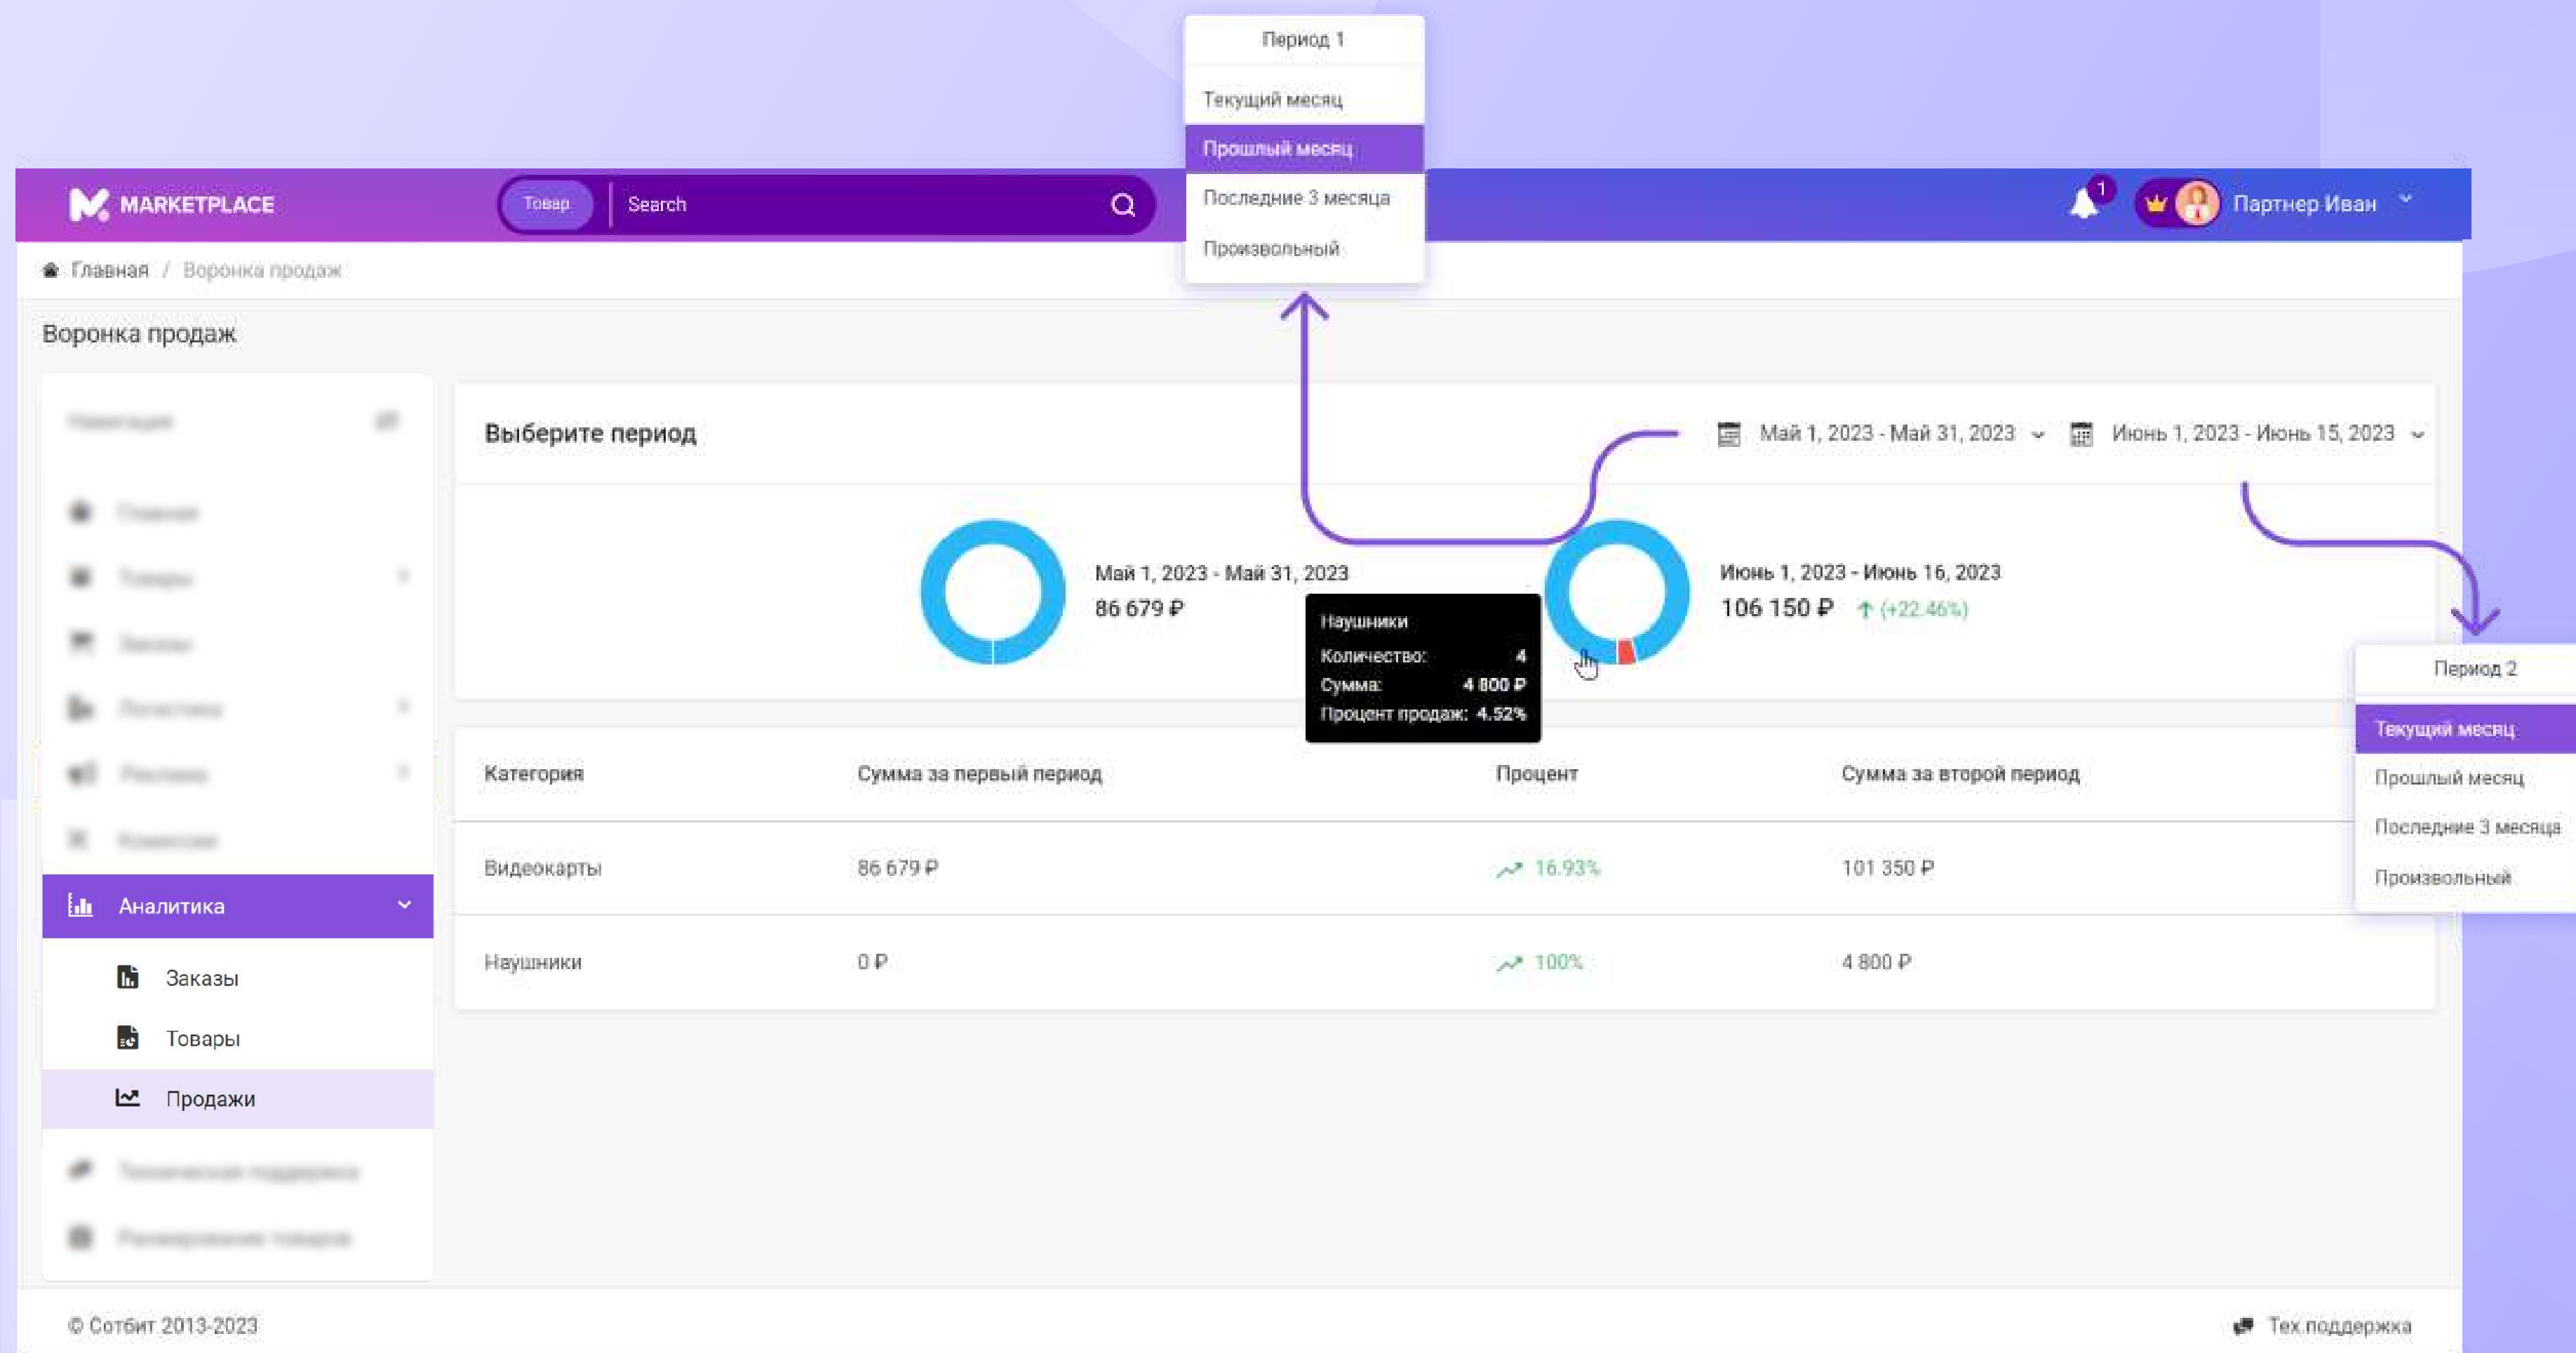 Период 1
Текущий месяц
Прошлый месяц
Последние 3 месяца
Произвольный
MARKETPLACE
Товар
Search
1
Партнер Иван
Главная / Воронка продаж
Воронка продаж
Выберите период
Май 1, 2023 - Май 31, 2023
Июнь 1, 2023 - Июнь 15, 2023
Май 1, 2023 - Май 31, 2023
86 679 ₽
Июнь 1, 2023 - Июнь 16, 2023
106 150 ₽ ↑ (+22.46%)
Наушники
Количество: 4
Сумма: 4 800 ₽
Процент продаж: 4.52%
Период 2
Текущий месяц
Прошлый месяц
Последние 3 месяца
Произвольный
Категория Сумма за первый период Процент Сумма за второй период
Видеокарты 86 679 ₽ 16.93% 101 350 ₽
Наушники 0 ₽ 100% 4 800 ₽
Аналитика
Заказы
Товары
Продажи
© Сотбит 2013-2023
Тех.поддержка